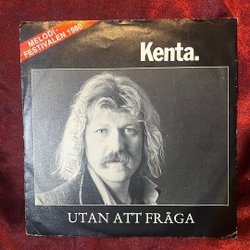 MELODI-
FESTIVALEN 1980
Kenta.
UTAN ATT FRÅGA